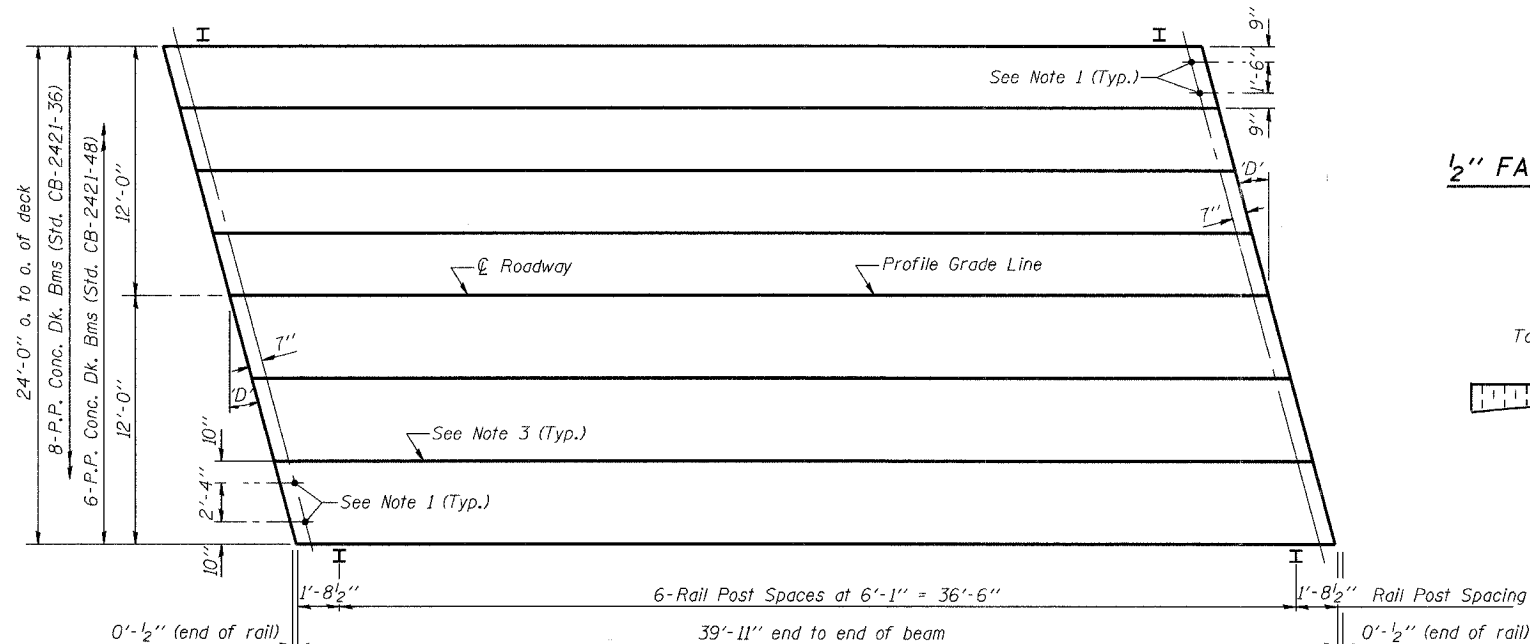 I
I
9"
See Note 1 (Typ.)
1'-6"
9"
24'-0" o. to o. of deck
8-P.P. Conc. Dk. Bms (Std. CB-2421-36)
6-P.P. Conc. Dk. Bms (Std. CB-2421-48)
12'-0"
'D'
7"
½" FA
℄ Roadway
Profile Grade Line
To
7"
'D'
12'-0"
10"
See Note 3 (Typ.)
2'-4"
See Note 1 (Typ.)
10"
I
I
1'-8½"
6-Rail Post Spaces at 6'-1" = 36'-6"
1'-8½"
Rail Post Spacing
0'-½" (end of rail)
39'-11" end to end of beam
0'-½" (end of rail)